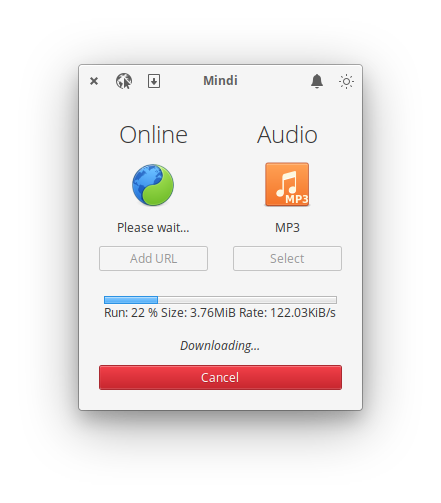 Mindi
Online
Audio
MP3
Please wait...
MP3
Add URL
Select
Run: 22 % Size: 3.76MiB Rate: 122.03KiB/s
Downloading...
Cancel